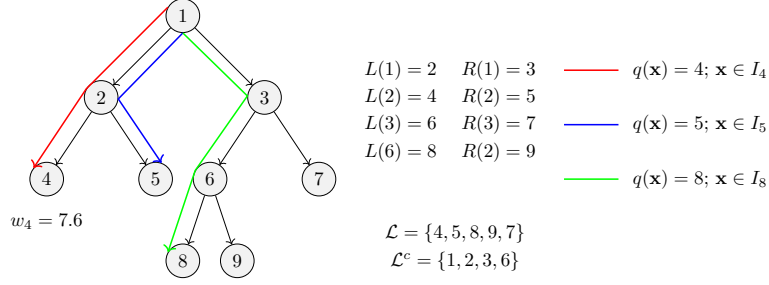 1
2
3
4
5
6
7
8
9
w₄ = 7.6
L(1) = 2 R(1) = 3
L(2) = 4 R(2) = 5
L(3) = 6 R(3) = 7
L(6) = 8 R(2) = 9
ℒ = {4, 5, 8, 9, 7}
ℒᶜ = {1, 2, 3, 6}
q(𝐱) = 4; 𝐱 ∈ I₄
q(𝐱) = 5; 𝐱 ∈ I₅
q(𝐱) = 8; 𝐱 ∈ I₈